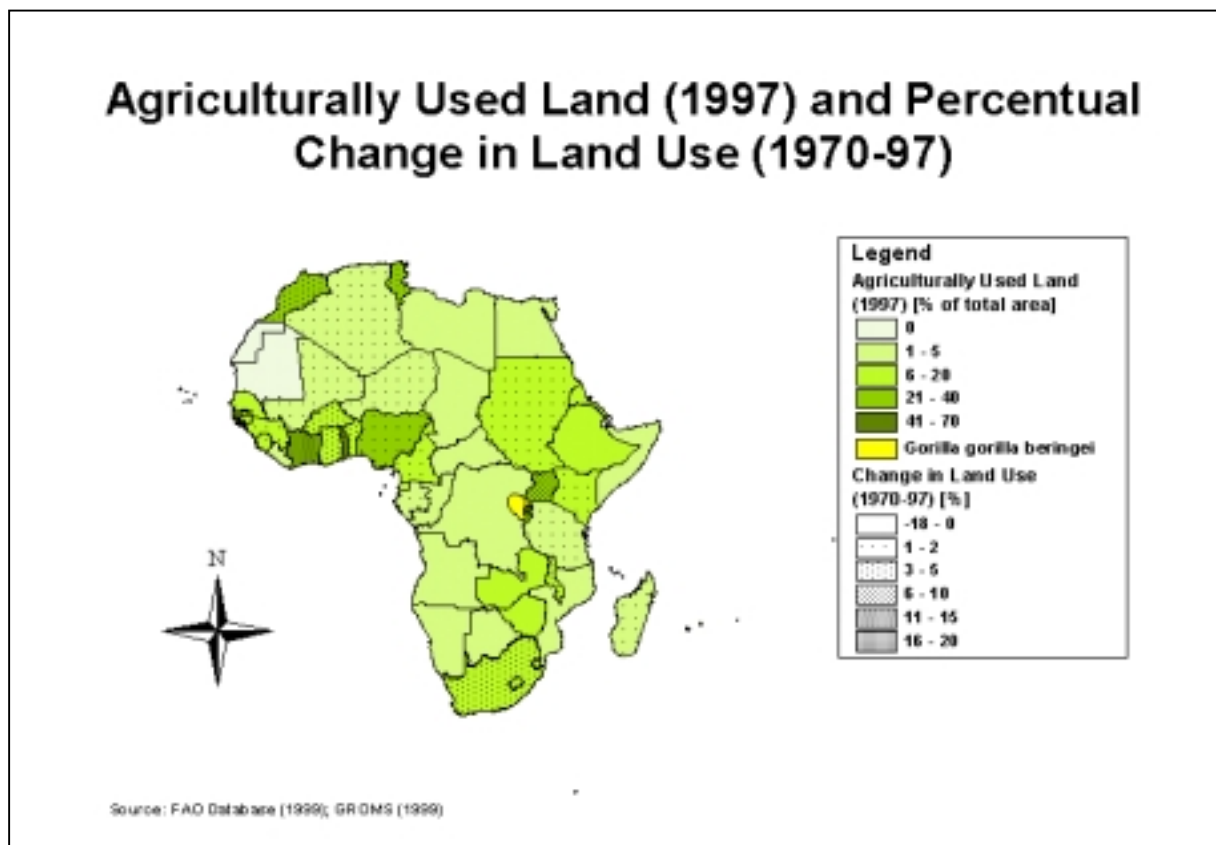 Agriculturally Used Land (1997) and Percentual
Change in Land Use (1970-97)
Legend
Agriculturally Used Land
(1997) [% of total area]
0
1 - 5
6 - 20
21 - 40
41 - 70
Gorilla gorilla beringei
Change in Land Use
(1970-97) [%]
-18 - 0
1 - 2
3 - 5
6 - 10
11 - 15
16 - 20
N
Source: FAO Database (1999); GROMS (1999)